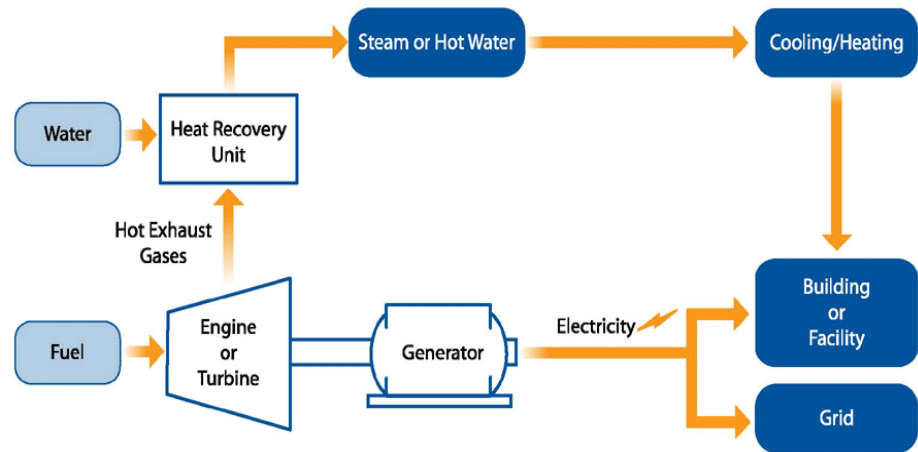 Steam or Hot Water
Cooling/Heating
Water
Heat Recovery
Unit
Hot Exhaust
Gases
Fuel
Engine
or
Turbine
Generator
Electricity
Building
or
Facility
Grid